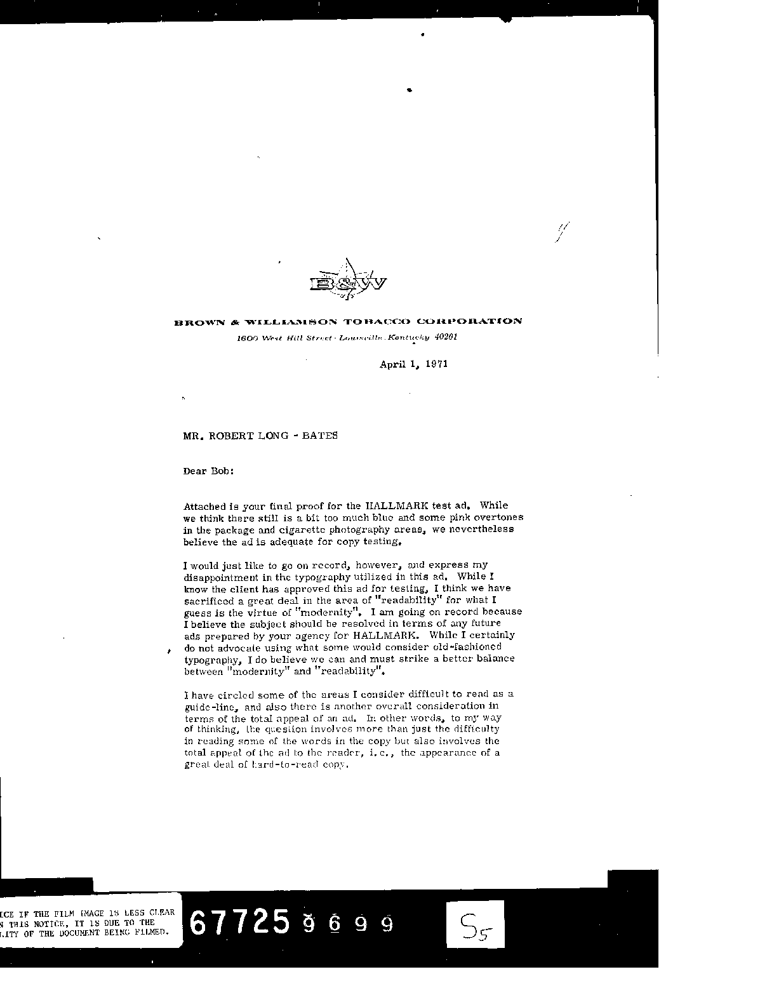 B&W
BROWN & WILLIAMSON TOBACCO CORPORATION
1600 West Hill Street · Louisville, Kentucky 40201
April 1, 1971
MR. ROBERT LONG - BATES
Dear Bob:
Attached is your final proof for the HALLMARK test ad. While
we think there still is a bit too much blue and some pink overtones
in the package and cigarette photography areas, we nevertheless
believe the ad is adequate for copy testing.
I would just like to go on record, however, and express my
disappointment in the typography utilized in this ad. While I
know the client has approved this ad for testing, I think we have
sacrificed a great deal in the area of "readability" for what I
guess is the virtue of "modernity". I am going on record because
I believe the subject should be resolved in terms of any future
ads prepared by your agency for HALLMARK. While I certainly
do not advocate using what some would consider old-fashioned
typography, I do believe we can and must strike a better balance
between "modernity" and "readability".
I have circled some of the areas I consider difficult to read as a
guide-line, and also there is another overall consideration in
terms of the total appeal of an ad. In other words, to my way
of thinking, the question involves more than just the difficulty
in reading some of the words in the copy but also involves the
total appeal of the ad to the reader, i.e., the appearance of a
great deal of hard-to-read copy.
ICE IF THE FILM IMAGE IS LESS CLEAR
THIS NOTICE, IT IS DUE TO THE
OF THE DOCUMENT BEING FILMED.
677259699
S5